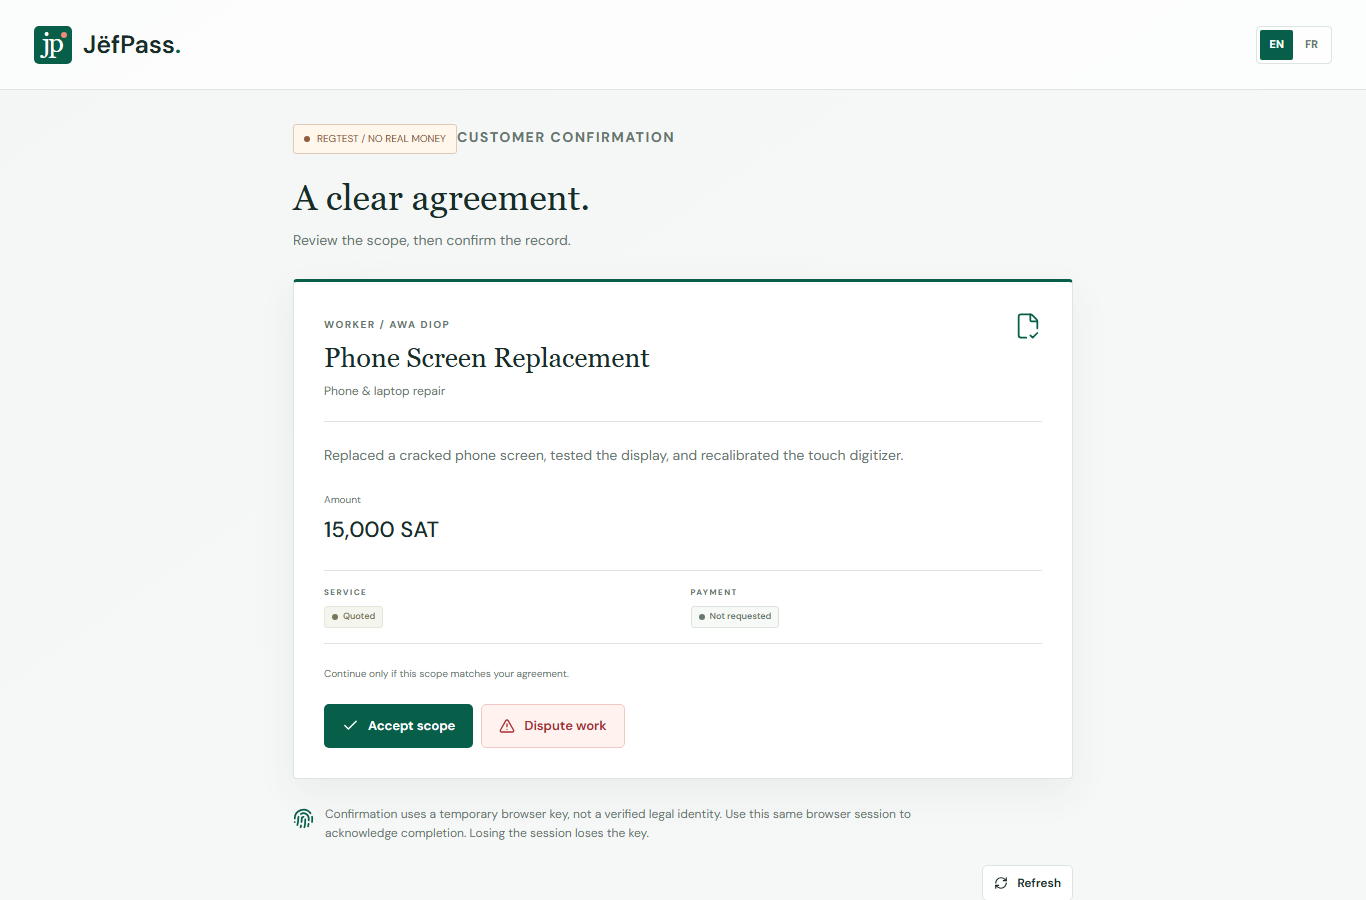 jp JëfPass.
EN FR
REGTEST / NO REAL MONEY CUSTOMER CONFIRMATION
A clear agreement.
Review the scope, then confirm the record.
WORKER / AWA DIOP
Phone Screen Replacement
Phone & laptop repair
Replaced a cracked phone screen, tested the display, and recalibrated the touch digitizer.
Amount
15,000 SAT
SERVICE PAYMENT
Quoted Not requested
Continue only if this scope matches your agreement.
Accept scope Dispute work
Confirmation uses a temporary browser key, not a verified legal identity. Use this same browser session to
acknowledge completion. Losing the session loses the key.
Refresh